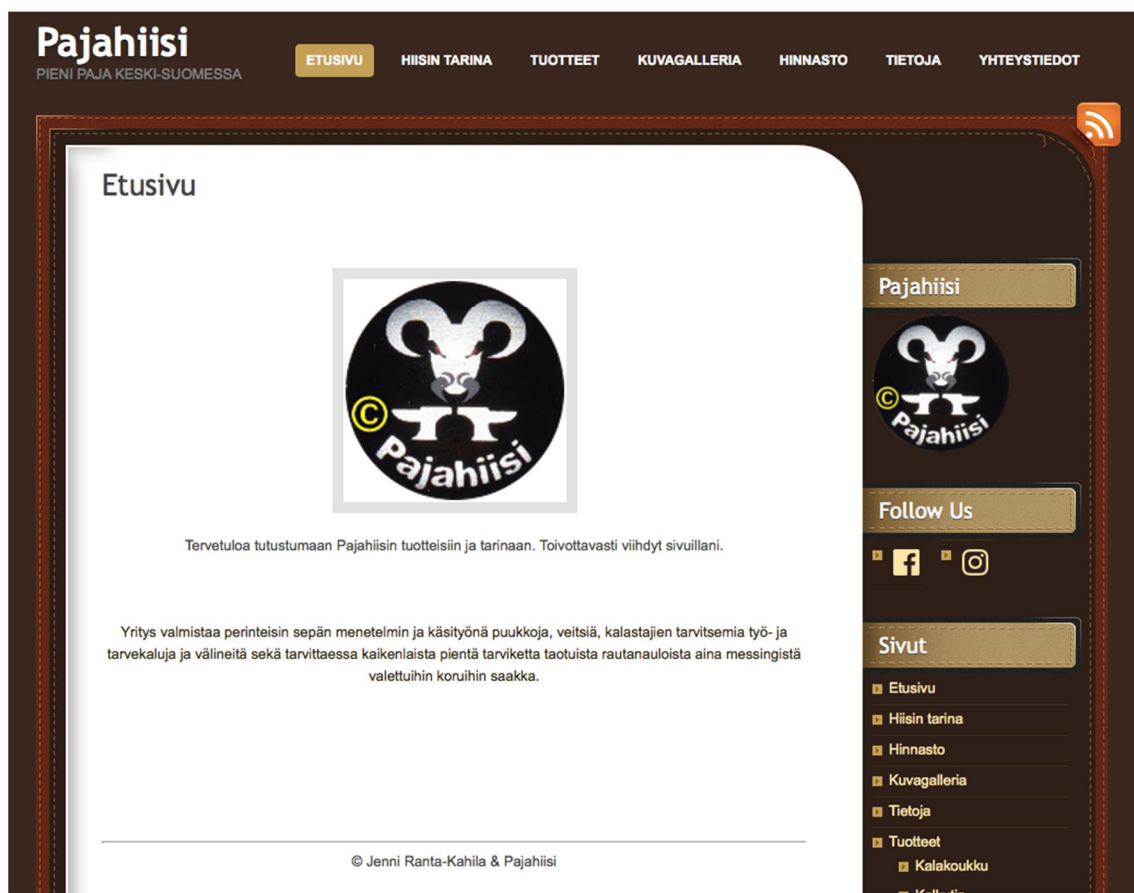 Pajahiisi
PIENI PAJA KESKI-SUOMESSA
ETUSIVU
HIISIN TARINA
TUOTTEET
KUVAGALLERIA
HINNASTO
TIETOJA
YHTEYSTIEDOT
Etusivu
©
Pajahiisi
Tervetuloa tutustumaan Pajahiisin tuotteisiin ja tarinaan. Toivottavasti viihdyt sivuillani.
Yritys valmistaa perinteisin sepän menetelmin ja käsityönä puukkoja, veitsiä, kalastajien tarvitsemia työ- ja
tarvekaluja ja välineitä sekä tarvittaessa kaikenlaista pientä tarviketta taotuista rautanauloista aina messingistä
valettuihin koruihin saakka.
© Jenni Ranta-Kahila & Pajahiisi
Pajahiisi
©
Pajahiisi
Follow Us
Sivut
Etusivu
Hiisin tarina
Hinnasto
Kuvagalleria
Tietoja
Tuotteet
Kalakoukku